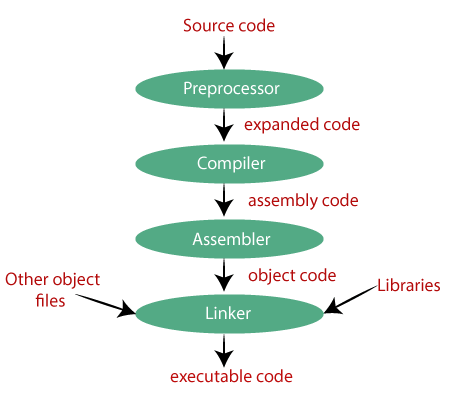 Source code
Preprocessor
expanded code
Compiler
assembly code
Assembler
object code
Other object
files
Libraries
Linker
executable code